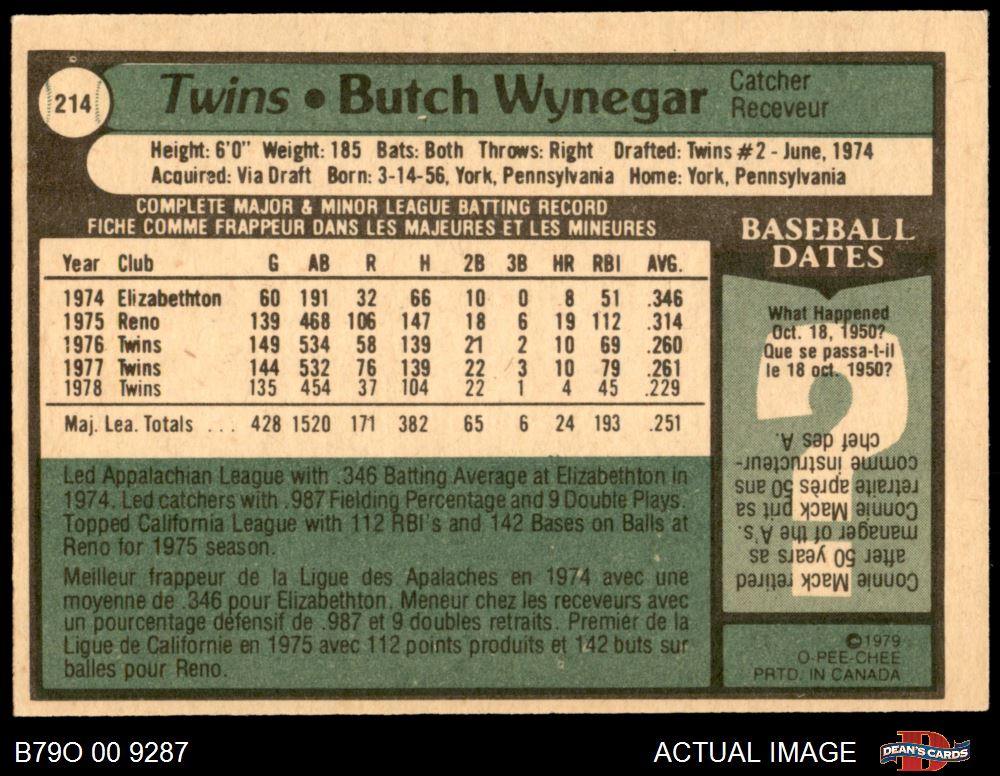 214
Twins • Butch Wynegar
Catcher
Receveur
Height: 6'0" Weight: 185 Bats: Both Throws: Right Drafted: Twins #2 - June, 1974
Acquired: Via Draft Born: 3-14-56, York, Pennsylvania Home: York, Pennsylvania
COMPLETE MAJOR & MINOR LEAGUE BATTING RECORD
FICHE COMME FRAPPEUR DANS LES MAJEURES ET LES MINEURES
Year Club G AB R H 2B 3B HR RBI AVG.
1974 Elizabethton 60 191 32 66 10 0 8 51 .346
1975 Reno 139 468 106 147 18 6 19 112 .314
1976 Twins 149 534 58 139 21 2 10 69 .260
1977 Twins 144 532 76 139 22 3 10 79 .261
1978 Twins 135 454 37 104 22 1 4 45 .229
Maj. Lea. Totals ... 428 1520 171 382 65 6 24 193 .251
Led Appalachian League with .346 Batting Average at Elizabethton in
1974. Led catchers with .987 Fielding Percentage and 9 Double Plays.
Topped California League with 112 RBI's and 142 Bases on Balls at
Reno for 1975 season.
Meilleur frappeur de la Ligue des Apalaches en 1974 avec une
moyenne de .346 pour Elizabethton. Meneur chez les receveurs avec
un pourcentage défensif de .987 et 9 doubles retraits. Premier de la
Ligue de Californie en 1975 avec 112 points produits et 142 buts sur
balles pour Reno.
BASEBALL
DATES
What Happened
Oct. 18, 1950?
Que se passa-t-il
le 18 oct. 1950?
Connie Mack retired
after 50 years as
manager of the A's.
Connie Mack prit sa
retraite après 50 ans
comme instructeur-
chef des A.
©1979
O-PEE-CHEE
PRTD. IN CANADA
B79O 00 9287
ACTUAL IMAGE
DEAN'S CARDS